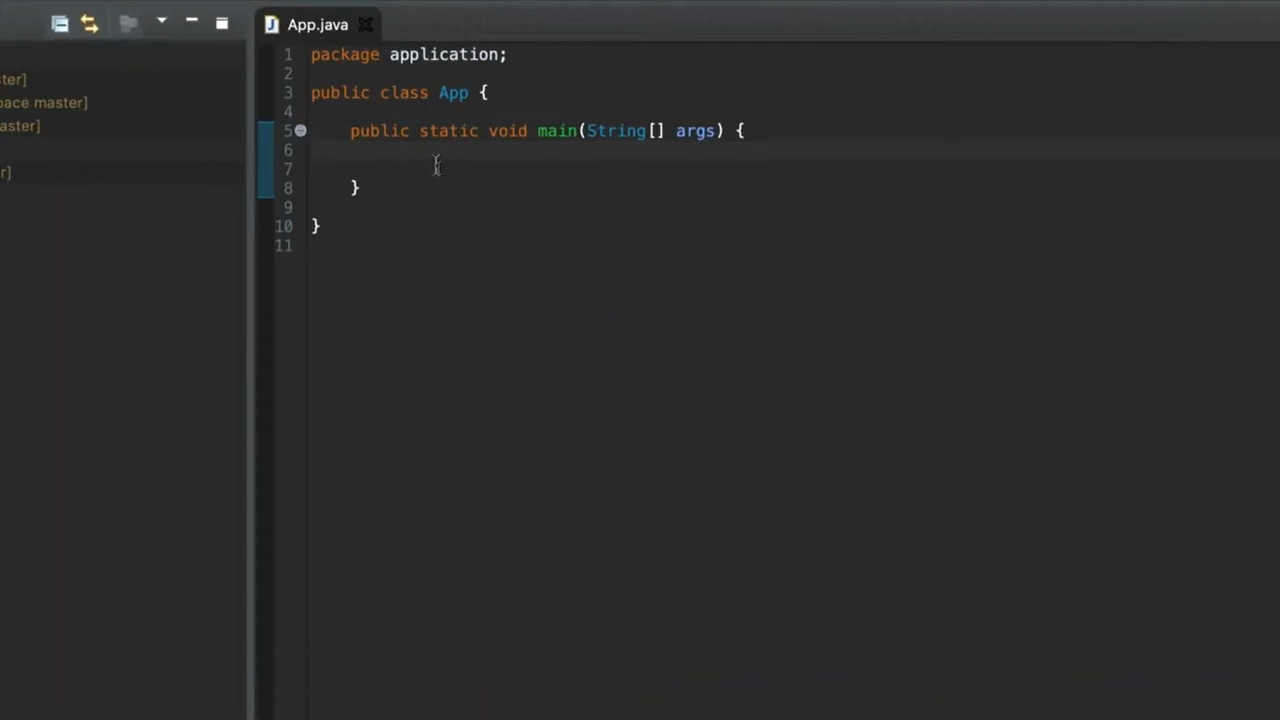 App.java
1 package application;
2
3 public class App {
4
5 public static void main(String[] args) {
6
7
8 }
9
10 }
11
ter]
pace master]
aster]
r]